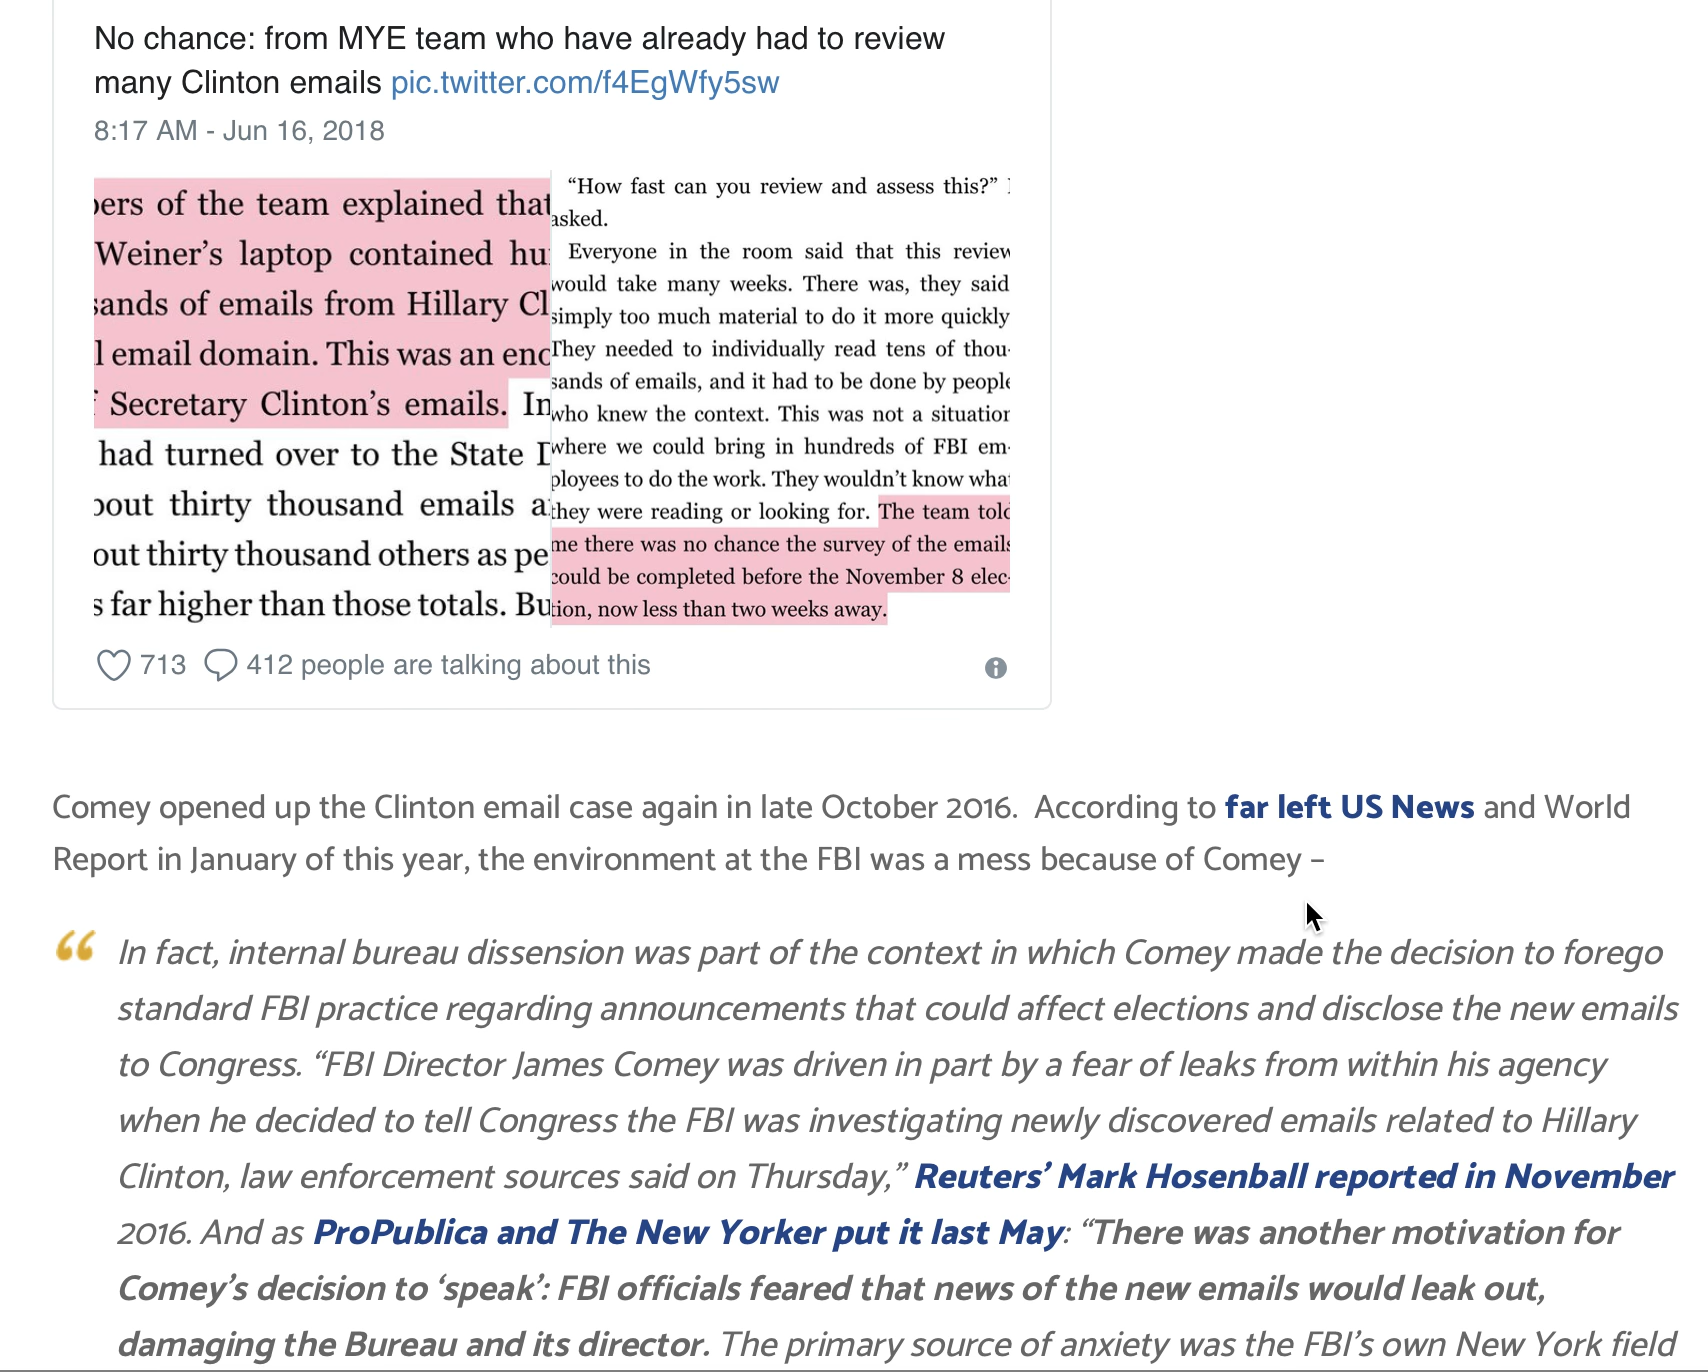 No chance: from MYE team who have already had to review
many Clinton emails pic.twitter.com/f4EgWfy5sw
8:17 AM - Jun 16, 2018
of the team explained that
Weiner’s laptop contained
of emails from Hillary
email domain. This was an
Secretary Clinton’s emails. In
had turned over to the State
thirty thousand emails
thirty thousand others as
far higher than those totals.
“How fast can you review and assess this?”
asked.
Everyone in the room said that this review
would take many weeks. There was, they said
simply too much material to do it more quickly
They needed to individually read tens of thou-
sands of emails, and it had to be done by people
who knew the context. This was not a situation
where we could bring in hundreds of FBI em-
ployees to do the work. They wouldn’t know what
they were reading or looking for. The team told
me there was no chance the survey of the emails
could be completed before the November 8 elec-
tion, now less than two weeks away.
713 412 people are talking about this
Comey opened up the Clinton email case again in late October 2016. According to far left US News and World
Report in January of this year, the environment at the FBI was a mess because of Comey –
“ In fact, internal bureau dissension was part of the context in which Comey made the decision to forego
standard FBI practice regarding announcements that could affect elections and disclose the new emails
to Congress. “FBI Director James Comey was driven in part by a fear of leaks from within his agency
when he decided to tell Congress the FBI was investigating newly discovered emails related to Hillary
Clinton, law enforcement sources said on Thursday,” Reuters’ Mark Hosenball reported in November
2016. And as ProPublica and The New Yorker put it last May: “There was another motivation for
Comey’s decision to ‘speak’: FBI officials feared that news of the new emails would leak out,
damaging the Bureau and its director. The primary source of anxiety was the FBI’s own New York field